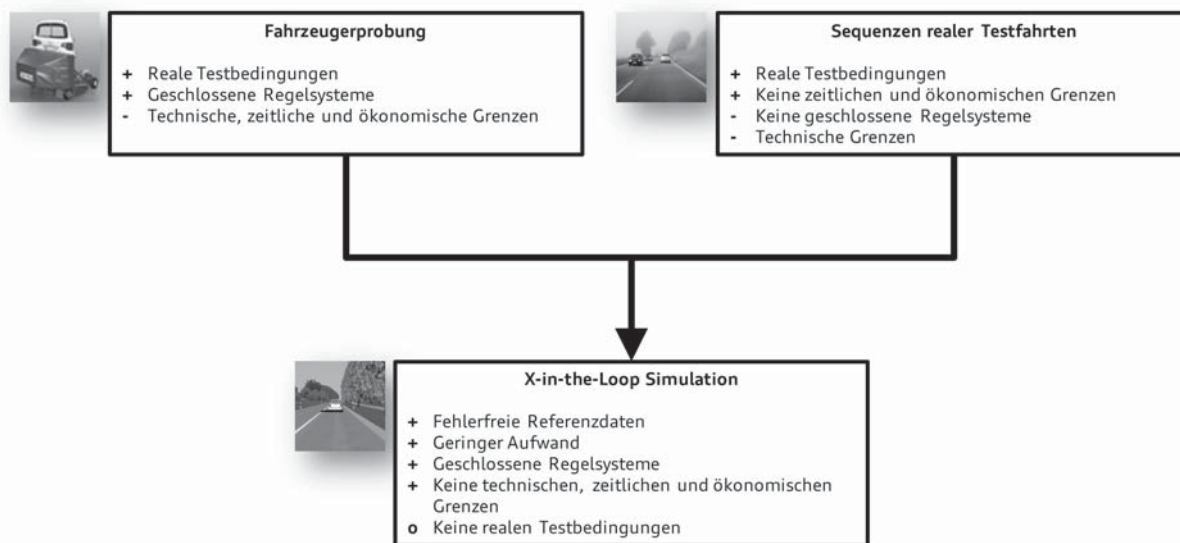 Fahrzeugerprobung
+ Reale Testbedingungen
+ Geschlossene Regelsysteme
- Technische, zeitliche und ökonomische Grenzen
Sequenzen realer Testfahrten
+ Reale Testbedingungen
+ Keine zeitlichen und ökonomischen Grenzen
- Keine geschlossene Regelsysteme
- Technische Grenzen
X-in-the-Loop Simulation
+ Fehlerfreie Referenzdaten
+ Geringer Aufwand
+ Geschlossene Regelsysteme
+ Keine technischen, zeitlichen und ökonomischen
Grenzen
o Keine realen Testbedingungen